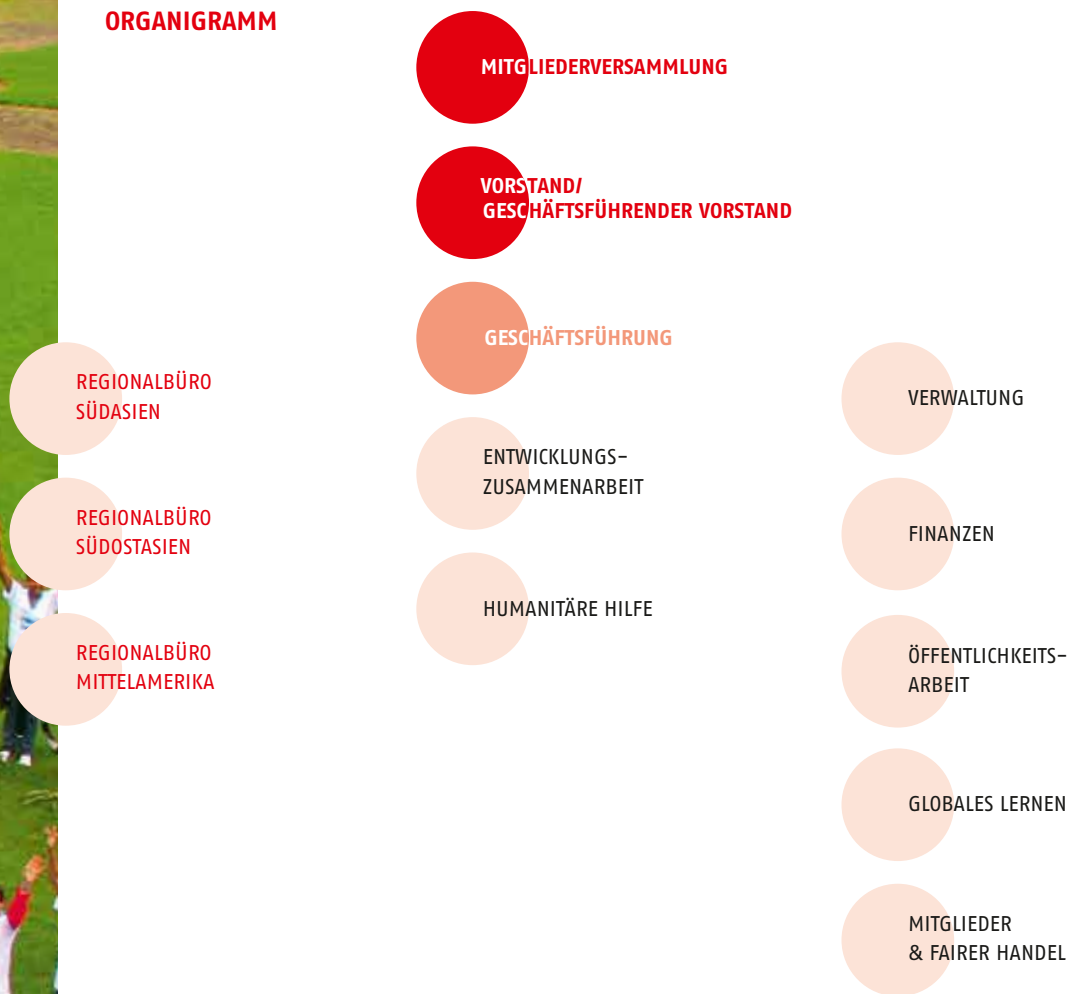 ORGANIGRAMM
MITGLIEDERVERSAMMLUNG
VORSTAND/
GESCHÄFTSFÜHRENDER VORSTAND
GESCHÄFTSFÜHRUNG
REGIONALBÜRO
SÜDASIEN
REGIONALBÜRO
SÜDOSTASIEN
REGIONALBÜRO
MITTELAMERIKA
ENTWICKLUNGS-
ZUSAMMENARBEIT
HUMANITÄRE HILFE
VERWALTUNG
FINANZEN
ÖFFENTLICHKEITS-
ARBEIT
GLOBALES LERNEN
MITGLIEDER
& FAIRER HANDEL